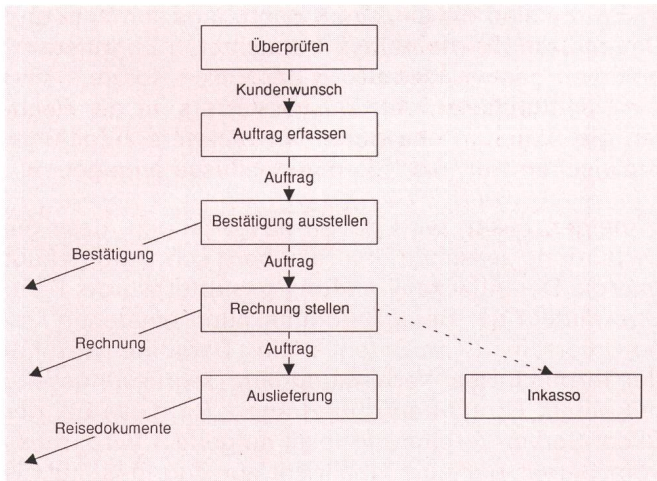 Überprüfen
Kundenwunsch
Auftrag erfassen
Auftrag
Bestätigung ausstellen
Bestätigung
Auftrag
Rechnung stellen
Rechnung
Auftrag
Auslieferung
Inkasso
Reisedokumente